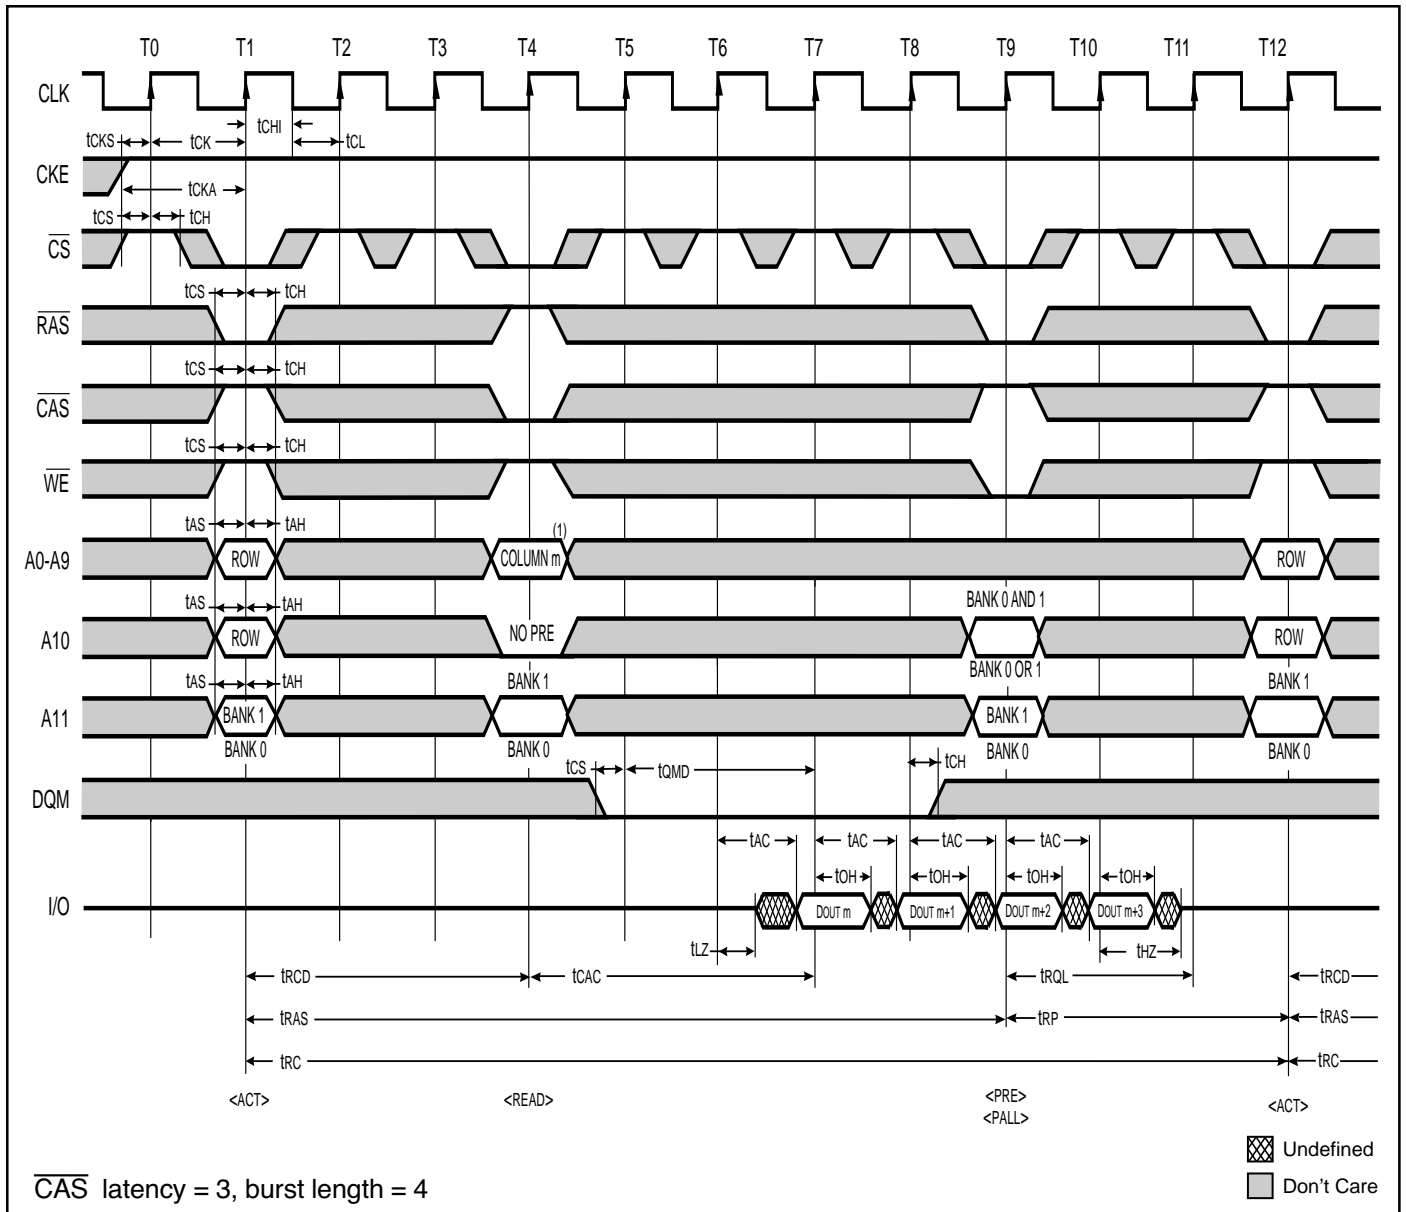 T0 T1 T2 T3 T4 T5 T6 T7 T8 T9 T10 T11 T12
CLK
tCHI
tCKS tCK tCL
CKE
tCKA
tCS tCH
CS
tCS tCH
RAS
tCS tCH
CAS
tCS tCH
WE
tAS tAH (1)
A0-A9 ROW COLUMN m ROW
tAS tAH BANK 0 AND 1
A10 ROW NO PRE ROW
tAS tAH BANK 1 BANK 0 OR 1 BANK 1
A11 BANK 1 BANK 1
BANK 0 BANK 0 BANK 0 BANK 0
tCS tQMD tCH
DQM
tAC tAC tAC tAC
tOH tOH tOH tOH
I/O DOUT m DOUT m+1 DOUT m+2 DOUT m+3
tLZ tHZ
tRCD tCAC tRQL tRCD
tRAS tRP tRAS
tRC tRC
<ACT> <READ> <PRE> <ACT>
<PALL>
Undefined
CAS latency = 3, burst length = 4 Don't Care